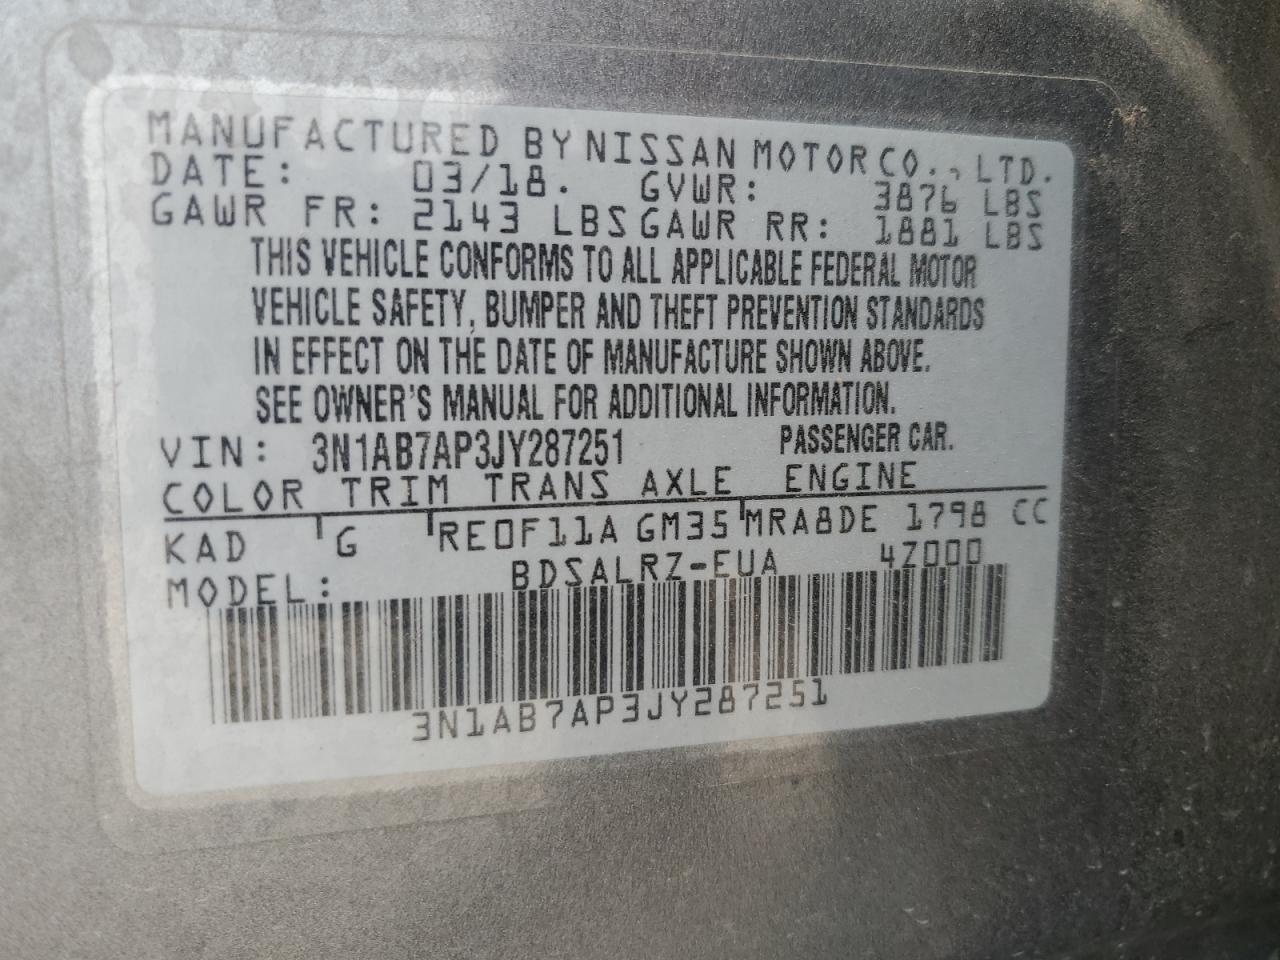 MANUFACTURED BY NISSAN MOTOR CO., LTD.
DATE: 03/18. GVWR: 3876 LBS
GAWR FR: 2143 LBS GAWR RR: 1881 LBS
THIS VEHICLE CONFORMS TO ALL APPLICABLE FEDERAL MOTOR
VEHICLE SAFETY, BUMPER AND THEFT PREVENTION STANDARDS
IN EFFECT ON THE DATE OF MANUFACTURE SHOWN ABOVE.
SEE OWNER'S MANUAL FOR ADDITIONAL INFORMATION.
VIN: 3N1AB7AP3JY287251 PASSENGER CAR.
COLOR TRIM TRANS AXLE ENGINE
KAD G RE0F11A GM35 MRA8DE 1798 CC
MODEL: BDSALRZ-EUA 4Z000
3N1AB7AP3JY287251